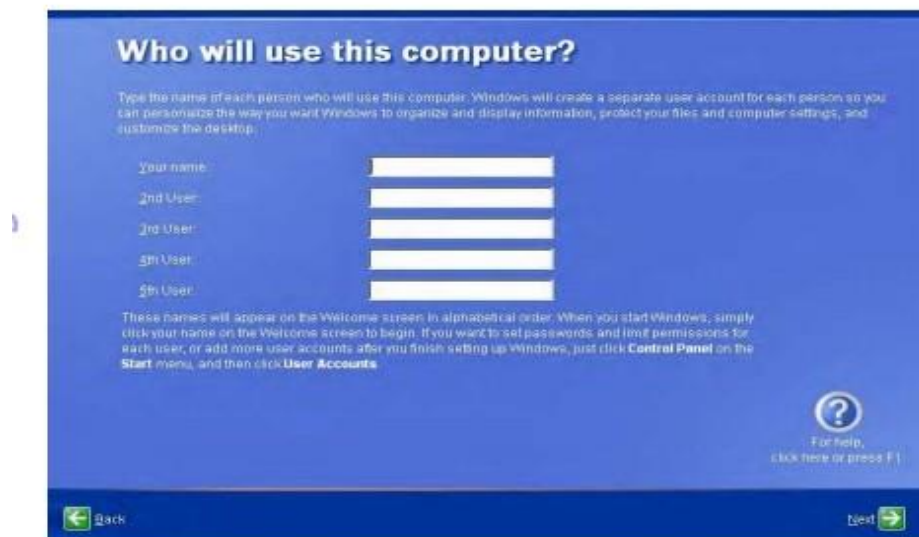 Who will use this computer?
Type the name of each person who will use this computer. Windows will create a separate user account for each person so you
can personalize the way you want Windows to organize and display information, protect your files and computer settings, and
customize the desktop.
Your name:
2nd User:
3rd User:
4th User:
5th User:
These names will appear on the Welcome screen in alphabetical order. When you start Windows, simply
click your name on the Welcome screen to begin. If you want to set passwords and limit permissions for
each user, or add more user accounts after you finish setting up Windows, just click Control Panel on the
Start menu, and then click User Accounts.
For help,
click here or press F1
Back
Next